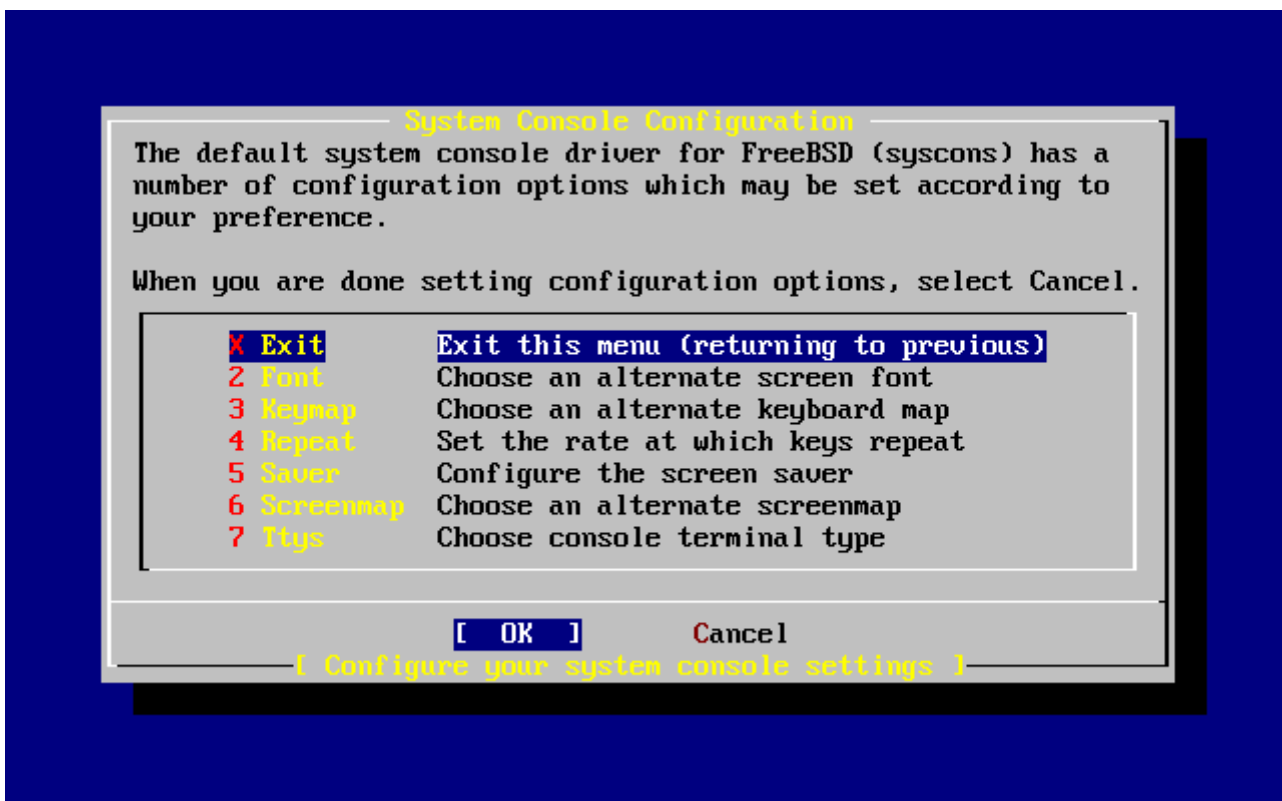 System Console Configuration
The default system console driver for FreeBSD (syscons) has a
number of configuration options which may be set according to
your preference.
When you are done setting configuration options, select Cancel.
X Exit Exit this menu (returning to previous)
2 Font Choose an alternate screen font
3 Keymap Choose an alternate keyboard map
4 Repeat Set the rate at which keys repeat
5 Saver Configure the screen saver
6 Screenmap Choose an alternate screenmap
7 Ttys Choose console terminal type
[ OK ] Cancel
[ Configure your system console settings ]